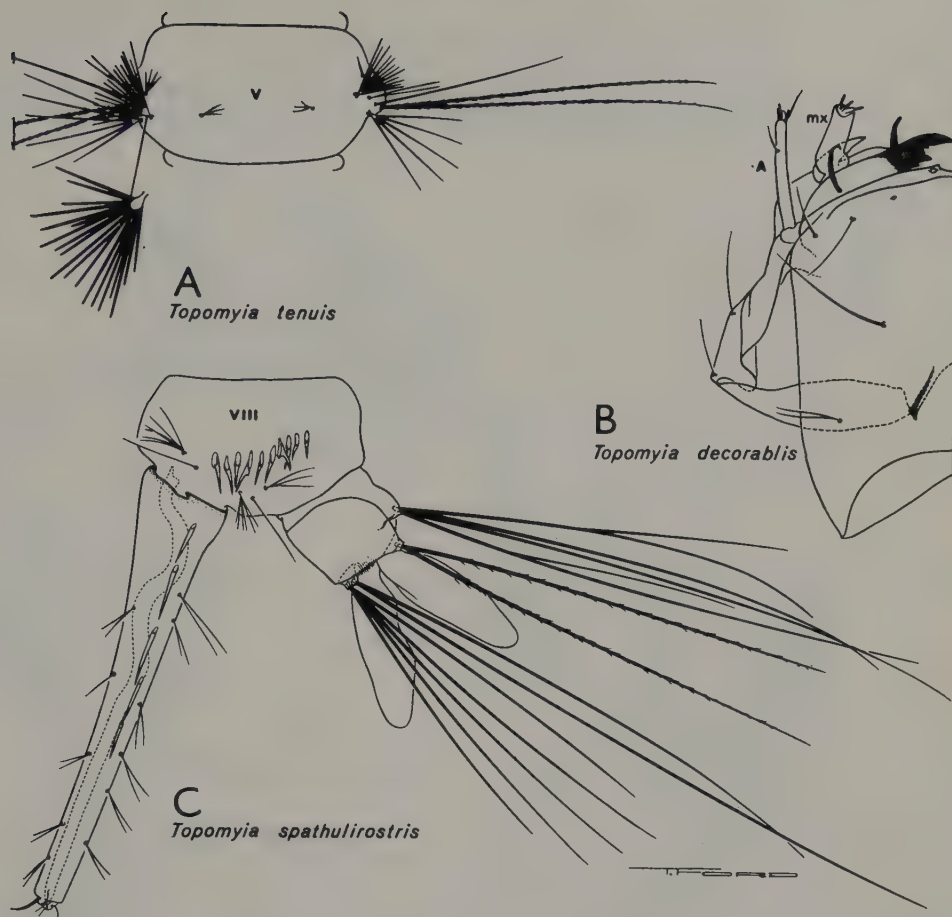 V
A
Topomyia tenuis
A
mx
B
Topomyia decorablis
VIII
C
Topomyia spathulirostris
T. FORD